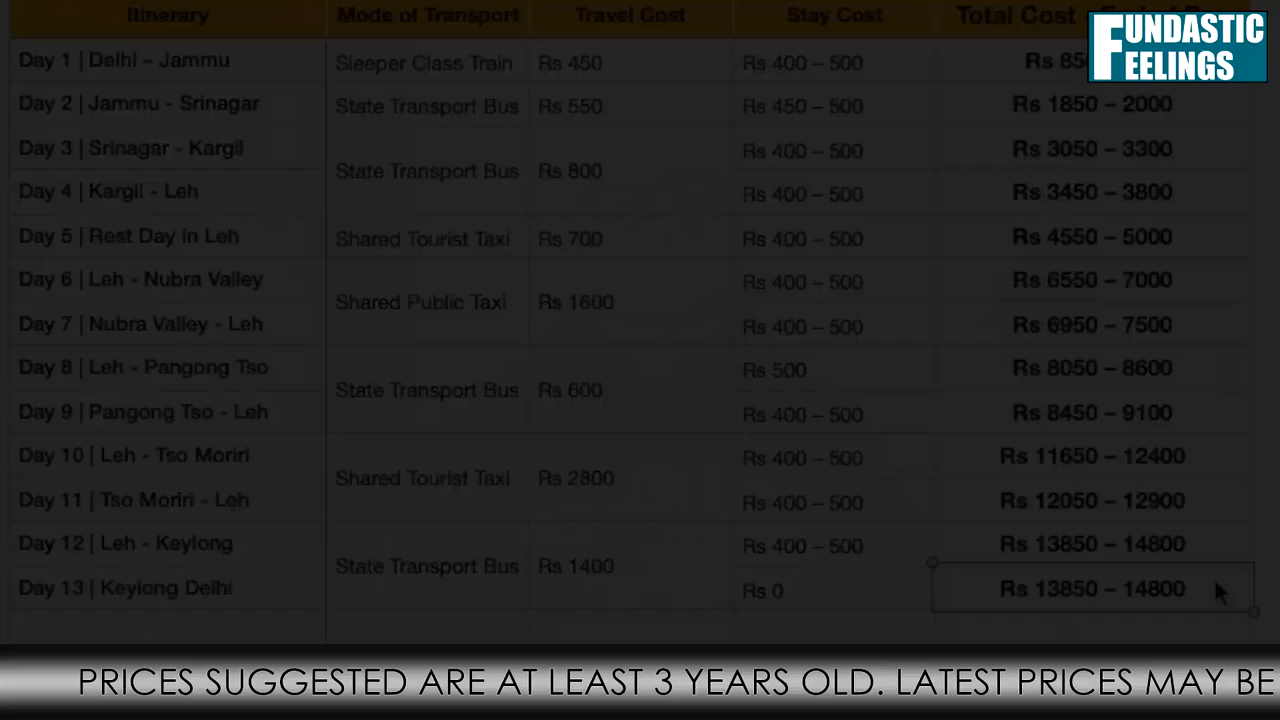 Itinerary Mode of Transport Travel Cost Stay Cost Total Cost
FUNDASTIC
FEELINGS
Day 1 | Delhi – Jammu Sleeper Class Train Rs 450 Rs 400 – 500 Rs
Day 2 | Jammu - Srinagar State Transport Bus Rs 550 Rs 450 – 500 Rs 1850 – 2000
Day 3 | Srinagar - Kargil Rs 400 – 500 Rs 3050 – 3300
State Transport Bus Rs 800
Day 4 | Kargil - Leh Rs 400 – 500 Rs 3450 – 3800
Day 5 | Rest Day in Leh Shared Tourist Taxi Rs 700 Rs 400 – 500 Rs 4550 – 5000
Day 6 | Leh - Nubra Valley Rs 400 – 500 Rs 6550 – 7000
Shared Public Taxi Rs 1600
Day 7 | Nubra Valley - Leh Rs 400 – 500 Rs 6950 – 7500
Day 8 | Leh - Pangong Tso Rs 500 Rs 8050 – 8600
State Transport Bus Rs 600
Day 9 | Pangong Tso - Leh Rs 400 – 500 Rs 8450 – 9100
Day 10 | Leh - Tso Moriri Rs 400 – 500 Rs 11650 – 12400
Shared Tourist Taxi Rs 2800
Day 11 | Tso Moriri - Leh Rs 400 – 500 Rs 12050 – 12900
Day 12 | Leh - Keylong Rs 400 – 500 Rs 13850 – 14800
State Transport Bus Rs 1400
Day 13 | Keylong Delhi Rs 0 Rs 13850 – 14800
PRICES SUGGESTED ARE AT LEAST 3 YEARS OLD. LATEST PRICES MAY BE